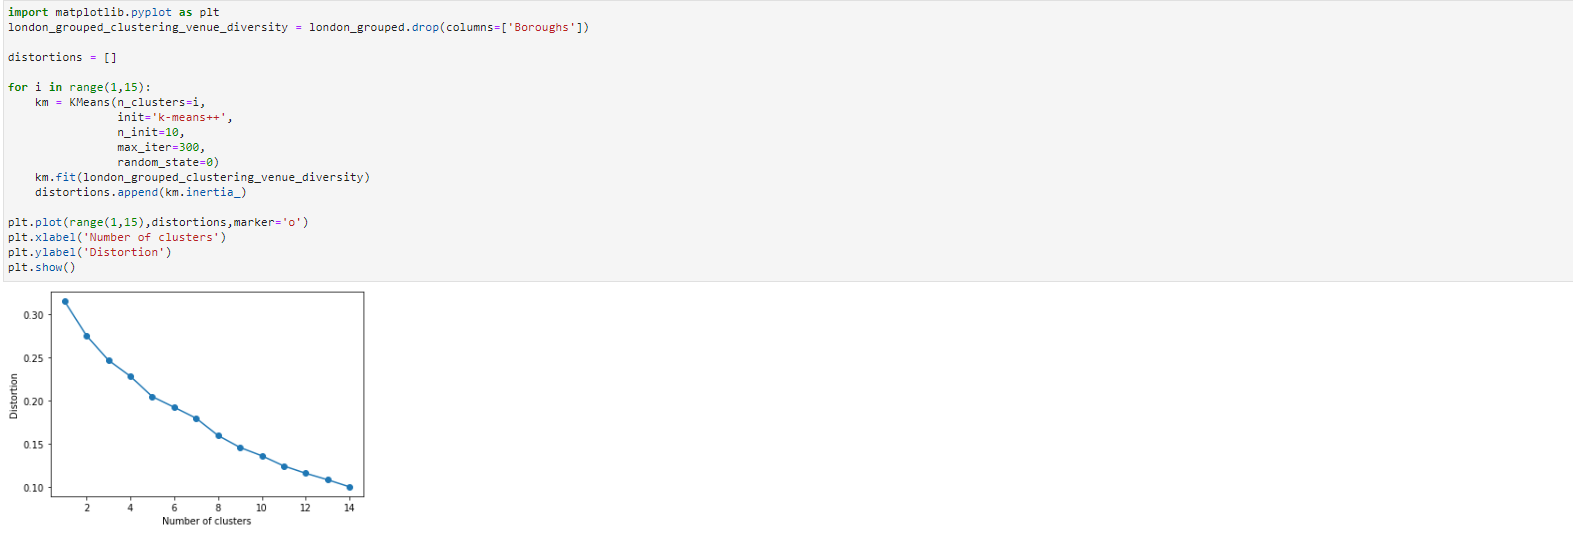 import matplotlib.pyplot as plt
london_grouped_clustering_venue_diversity = london_grouped.drop(columns=['Boroughs'])
distortions = []
for i in range(1,15):
    km = KMeans(n_clusters=i,
                init='k-means++',
                n_init=10,
                max_iter=300,
                random_state=0)
    km.fit(london_grouped_clustering_venue_diversity)
    distortions.append(km.inertia_)
plt.plot(range(1,15),distortions,marker='o')
plt.xlabel('Number of clusters')
plt.ylabel('Distortion')
plt.show()
0.30
0.25
0.20
0.15
0.10
Distortion
2 4 6 8 10 12 14
Number of clusters